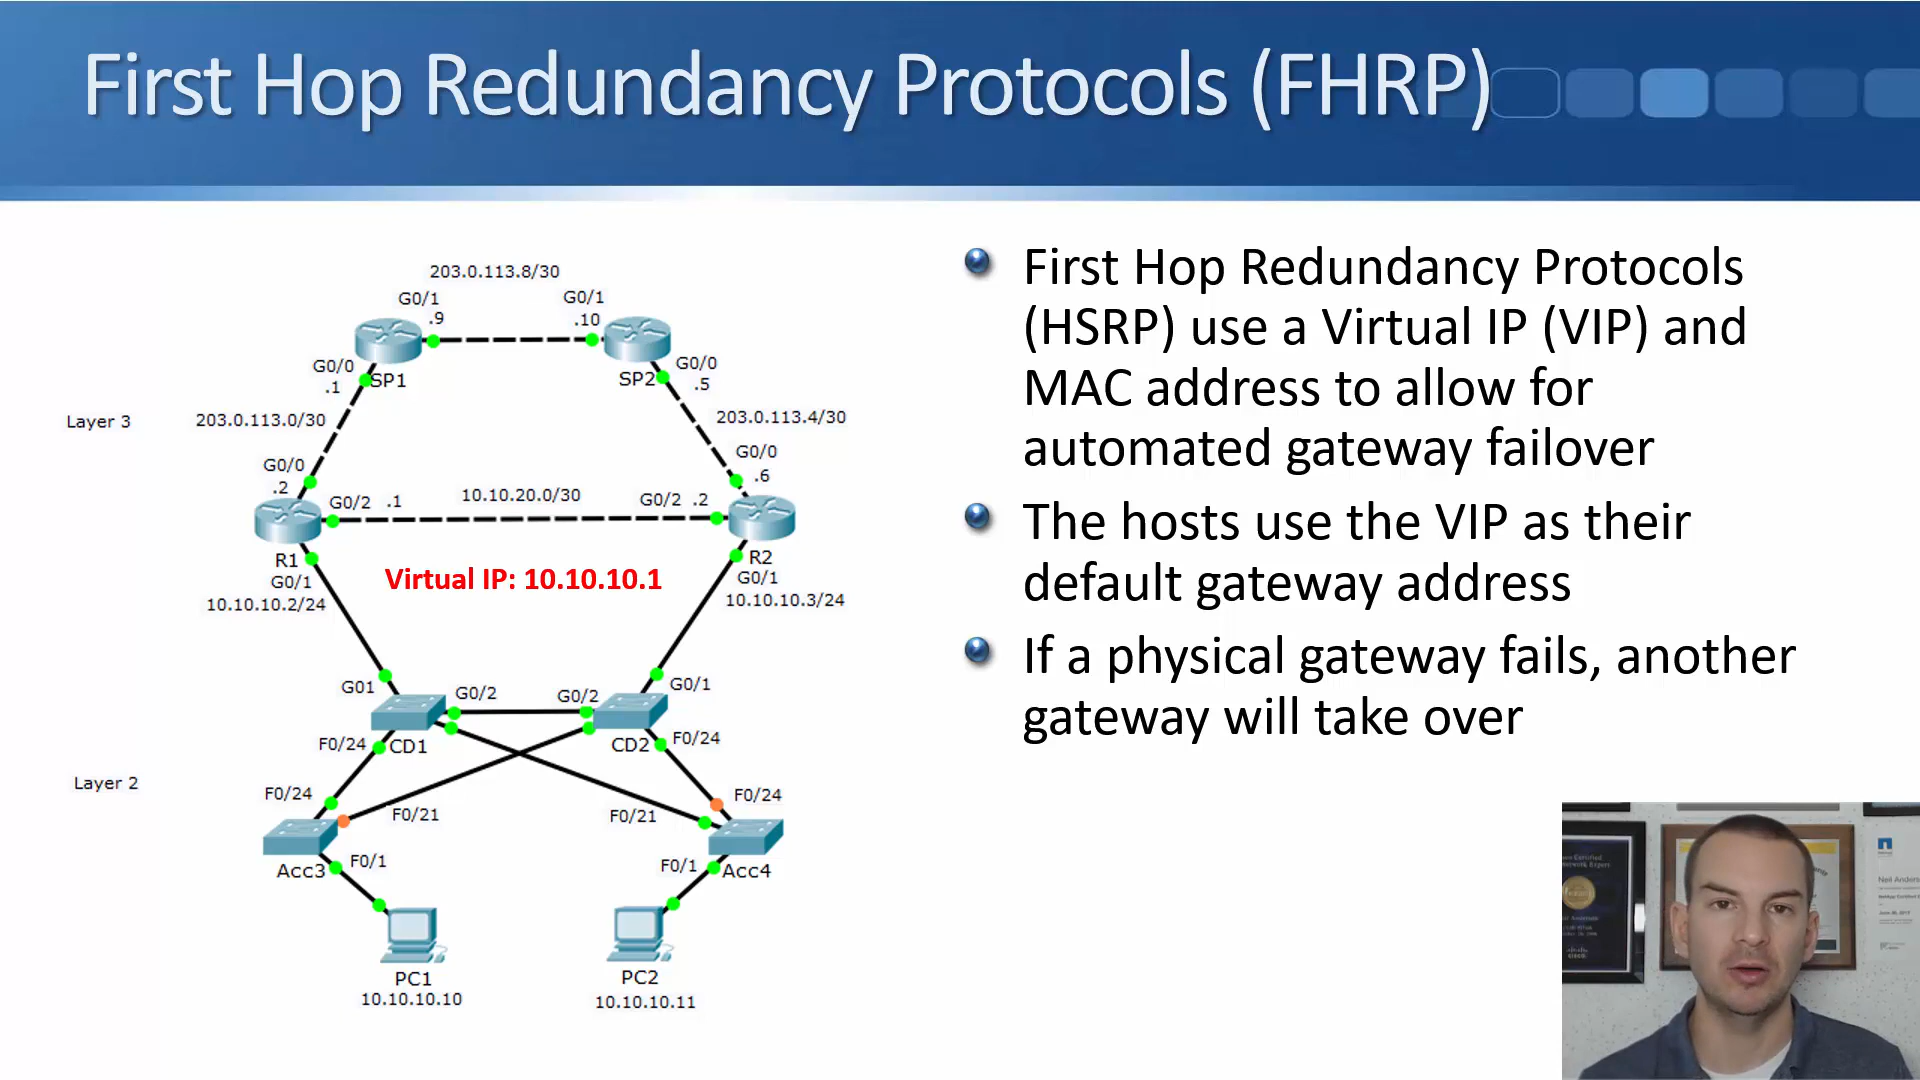 First Hop Redundancy Protocols (FHRP)
203.0.113.8/30
G0/1
.9
G0/1
.10
G0/0
.1
SP1
SP2
G0/0
.5
Layer 3
203.0.113.0/30
203.0.113.4/30
G0/0
.2
G0/0
.6
G0/2 .1
10.10.20.0/30
G0/2 .2
R1
G0/1
10.10.10.2/24
Virtual IP: 10.10.10.1
R2
G0/1
10.10.10.3/24
G01
G0/2
G0/2
G0/1
F0/24
CD1
CD2
F0/24
Layer 2
F0/24
F0/21
F0/21
F0/24
Acc3
F0/1
F0/1
Acc4
PC1
10.10.10.10
PC2
10.10.10.11
First Hop Redundancy Protocols
(HSRP) use a Virtual IP (VIP) and
MAC address to allow for
automated gateway failover
The hosts use the VIP as their
default gateway address
If a physical gateway fails, another
gateway will take over